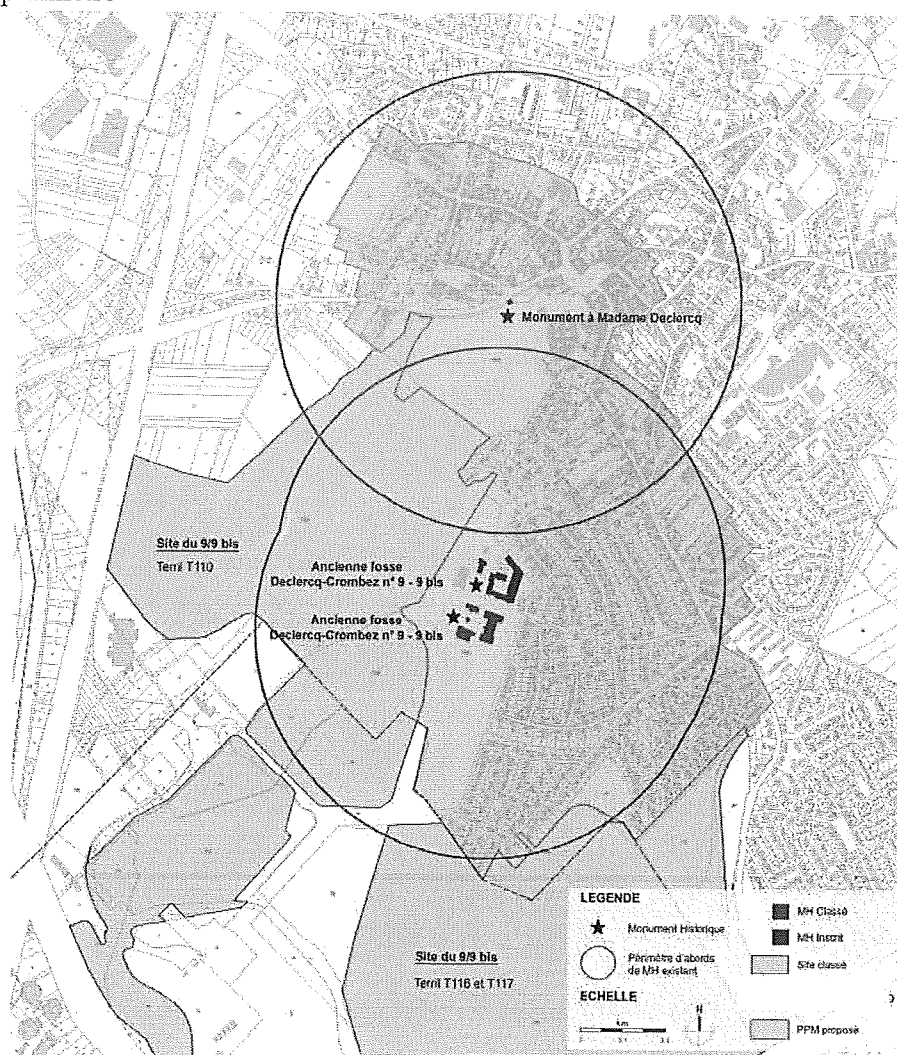 Monument à Madame Declercq
Site du 9/9 bis
Terril T110
Ancienne fosse
Declercq-Crombez n° 9 - 9 bis
Ancienne fosse
Declercq-Crombez n° 9 - 9 bis
Site du 9/9 bis
Terril T116 et T117
LEGENDE
Monument Historique
Périmètre d'abords
de MH existant
ECHELLE
N
MH Classé
MH Inscrit
Site classé
PPM proposé